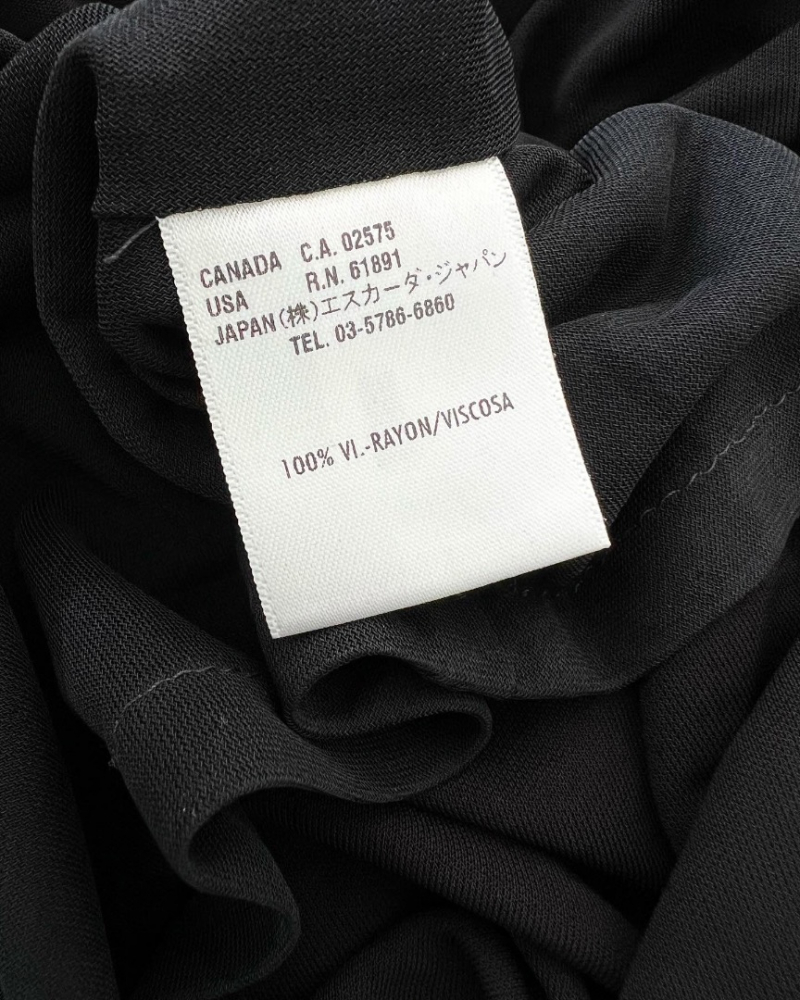 CANADA C.A. 02575
USA R.N. 61891
JAPAN (株)エスカーダ・ジャパン
TEL. 03-5786-6860
100% VI.-RAYON/VISCOSA